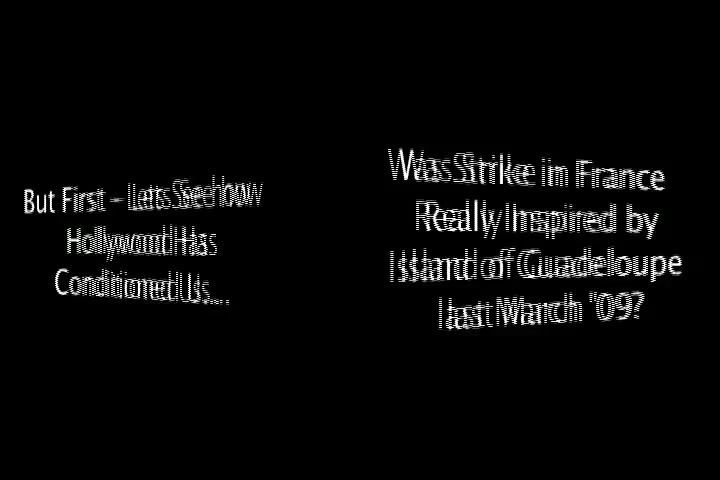 But First – Lets See how
Hollywood Has
Conditioned Us...
Was Strike in France
Really Inspired by
Island of Guadeloupe
last March "09?